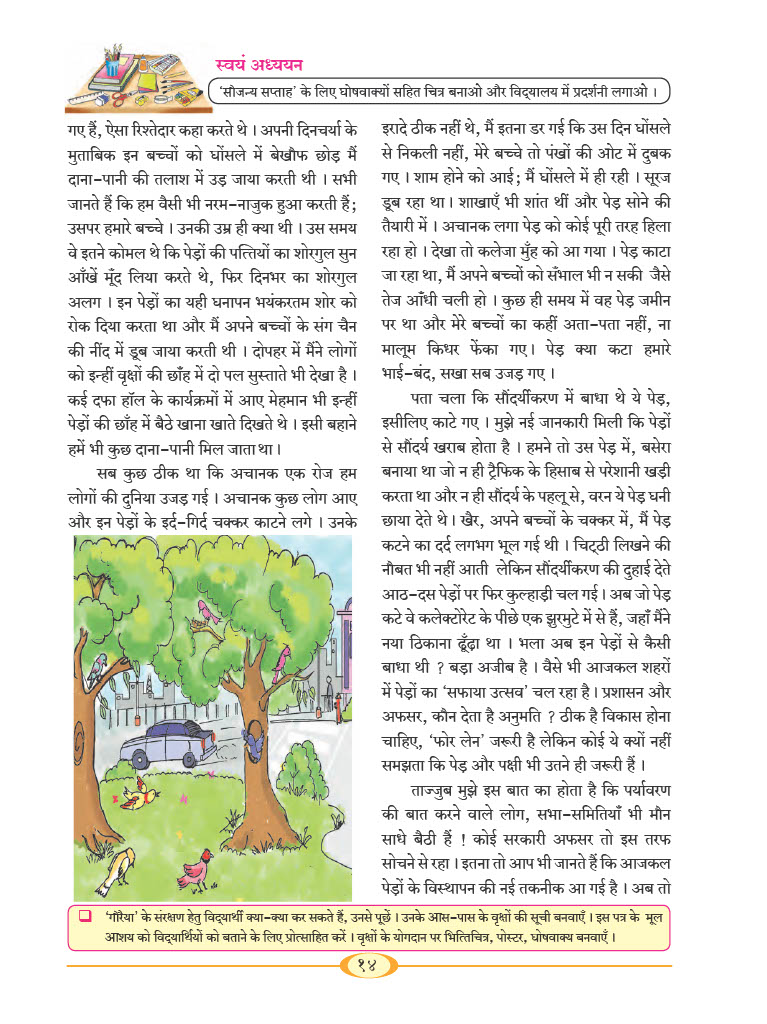 स्वयं अध्ययन
‘सौजन्य सप्ताह’ के लिए घोषवाक्यों सहित चित्र बनाओ और विद्यालय में प्रदर्शनी लगाओ ।
गए हैं, ऐसा रिश्तेदार कहा करते थे । अपनी दिनचर्या के
मुताबिक इन बच्चों को घोंसले में बेखौफ छोड़ मैं
दाना-पानी की तलाश में उड़ जाया करती थी । सभी
जानते हैं कि हम वैसी भी नरम-नाजुक हुआ करती हैं;
उसपर हमारे बच्चे । उनकी उम्र ही क्या थी । उस समय
वे इतने कोमल थे कि पेड़ों की पत्तियों का शोरगुल सुन
आँखें मूँद लिया करते थे, फिर दिनभर का शोरगुल
अलग । इन पेड़ों का यही धनापन भयंकरतम शोर को
रोक दिया करता था और मैं अपने बच्चों के संग चैन
की नींद में डूब जाया करती थी । दोपहर में मैंने लोगों
को इन्हीं वृक्षों की छाँह में दो पल सुस्ताते भी देखा है ।
कई दफा हॉल के कार्यक्रमों में आए मेहमान भी इन्हीं
पेड़ों की छाँह में बैठे खाना खाते दिखते थे । इसी बहाने
हमें भी कुछ दाना-पानी मिल जाता था ।
सब कुछ ठीक था कि अचानक एक रोज हम
लोगों की दुनिया उजड़ गई । अचानक कुछ लोग आए
और इन पेड़ों के इर्द-गिर्द चक्कर काटने लगे । उनके
इरादे ठीक नहीं थे, मैं इतना डर गई कि उस दिन घोंसले
से निकली नहीं, मेरे बच्चे तो पंखों की ओट में दुबक
गए । शाम होने को आई; मैं घोंसले में ही रही । सूरज
डूब रहा था । शाखाएँ भी शांत थीं और पेड़ सोने की
तैयारी में । अचानक लगा पेड़ को कोई पूरी तरह हिला
रहा हो । देखा तो कलेजा मुँह को आ गया । पेड़ काटा
जा रहा था, मैं अपने बच्चों को सँभाल भी न सकी जैसे
तेज आँधी चली हो । कुछ ही समय में वह पेड़ जमीन
पर था और मेरे बच्चों का कहीं अता-पता नहीं, ना
मालूम किधर फेंका गए। पेड़ क्या कटा हमारे
भाई-बंद, सखा सब उजड़ गए ।
पता चला कि सौंदर्यीकरण में बाधा थे ये पेड़,
इसीलिए काटे गए । मुझे नई जानकारी मिली कि पेड़ों
से सौंदर्य खराब होता है । हमने तो उस पेड़ में, बसेरा
बनाया था जो न ही ट्रैफिक के हिसाब से परेशानी खड़ी
करता था और न ही सौंदर्य के पहलू से, वरन ये पेड़ धनी
छाया देते थे । खैर, अपने बच्चों के चक्कर में, मैं पेड़
कटने का दर्द लगभग भूल गई थी । चिट्ठी लिखने की
नौबत भी नहीं आती लेकिन सौंदर्यीकरण की दुहाई देते
आठ-दस पेड़ों पर फिर कुल्हाड़ी चल गई । अब जो पेड़
कटे वे कलेक्टोरेट के पीछे एक झुरमुटे में से हैं, जहाँ मैंने
नया ठिकाना ढूँढ़ा था । भला अब इन पेड़ों से कैसी
बाधा थी ? बड़ा अजीब है । वैसे भी आजकल शहरों
में पेड़ों का ‘सफाया उत्सव’ चल रहा है । प्रशासन और
अफसर, कौन देता है अनुमति ? ठीक है विकास होना
चाहिए, ‘फोर लेन’ जरूरी है लेकिन कोई ये क्यों नहीं
समझता कि पेड़ और पक्षी भी उतने ही जरूरी हैं ।
ताज्जुब मुझे इस बात का होता है कि पर्यावरण
की बात करने वाले लोग, सभा-समितियाँ भी मौन
साधे बैठी हैं ! कोई सरकारी अफसर तो इस तरफ
सोचने से रहा । इतना तो आप भी जानते हैं कि आजकल
पेड़ों के विस्थापन की नई तकनीक आ गई है । अब तो
❑ ‘गौरैया’ के संरक्षण हेतु विद्यार्थी क्या-क्या कर सकते हैं, उनसे पूछें । उनके आस-पास के वृक्षों की सूची बनवाएँ । इस पत्र के मूल
आशय को विद्यार्थियों को बताने के लिए प्रोत्साहित करें । वृक्षों के योगदान पर भित्तिचित्र, पोस्टर, घोषवाक्य बनवाएँ ।
१४